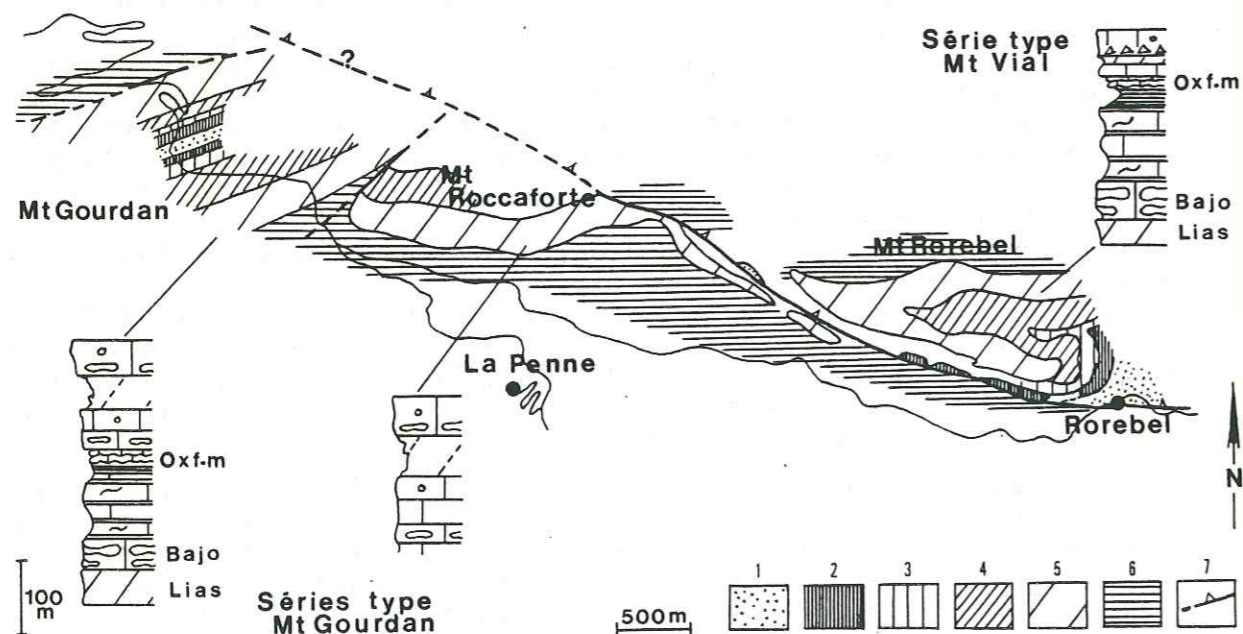 Série type
Mt Vial
Oxf.m
Bajo
Lias
?
Mt Gourdan
Mt
Roccaforte
Mt Rorebel
La Penne
Rorebel
N
Oxf.m
Bajo
Lias
100
m
Séries type
Mt Gourdan
500m
1 2 3 4 5 6 7